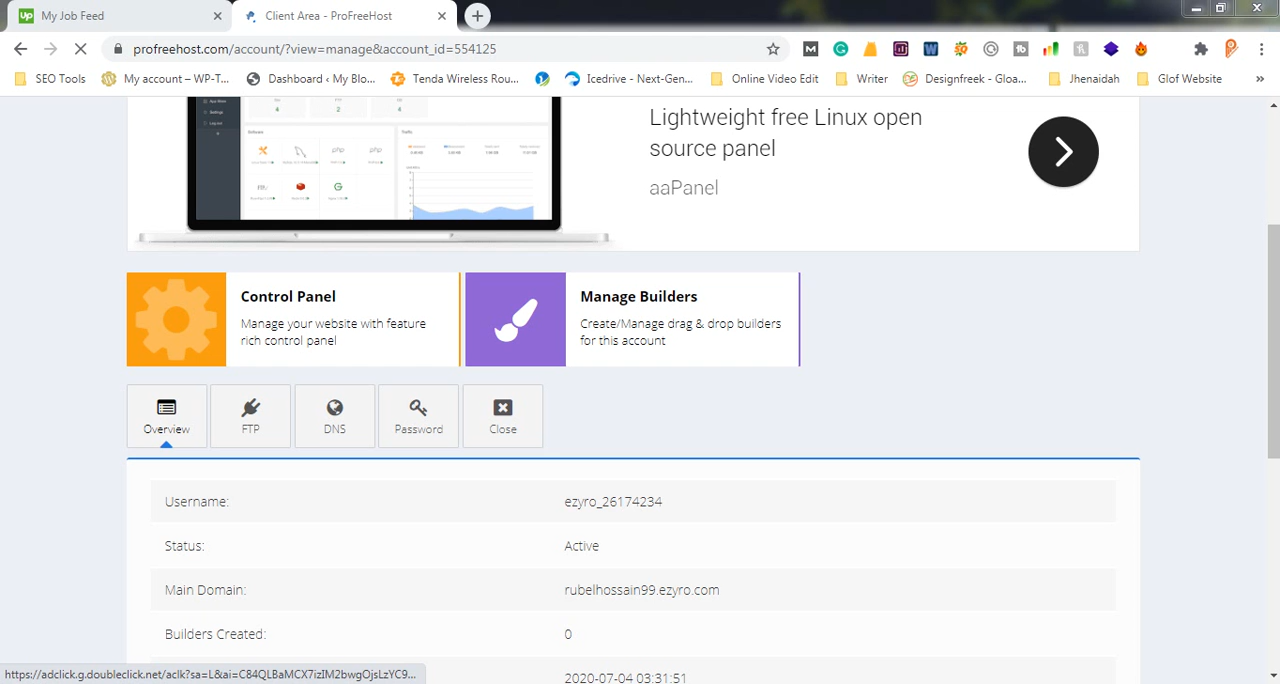 My Job Feed
Client Area - ProFreeHost
profreehost.com/account/?view=manage&account_id=554125
SEO Tools
My account – WP-T...
Dashboard ‹ My Blo...
Tenda Wireless Rou...
Icedrive - Next-Gen...
Online Video Edit
Writer
Designfreek - Gloa...
Jhenaidah
Glof Website
»
Lightweight free Linux open
source panel
aaPanel
Control Panel
Manage your website with feature
rich control panel
Manage Builders
Create/Manage drag & drop builders
for this account
Overview
FTP
DNS
Password
Close
Username:
ezyro_26174234
Status:
Active
Main Domain:
rubelhossain99.ezyro.com
Builders Created:
0
2020-07-04 03:31:51
https://adclick.g.doubleclick.net/aclk?sa=L&ai=C84QLBaMCX7izIM2bwgOjsLzYC9...